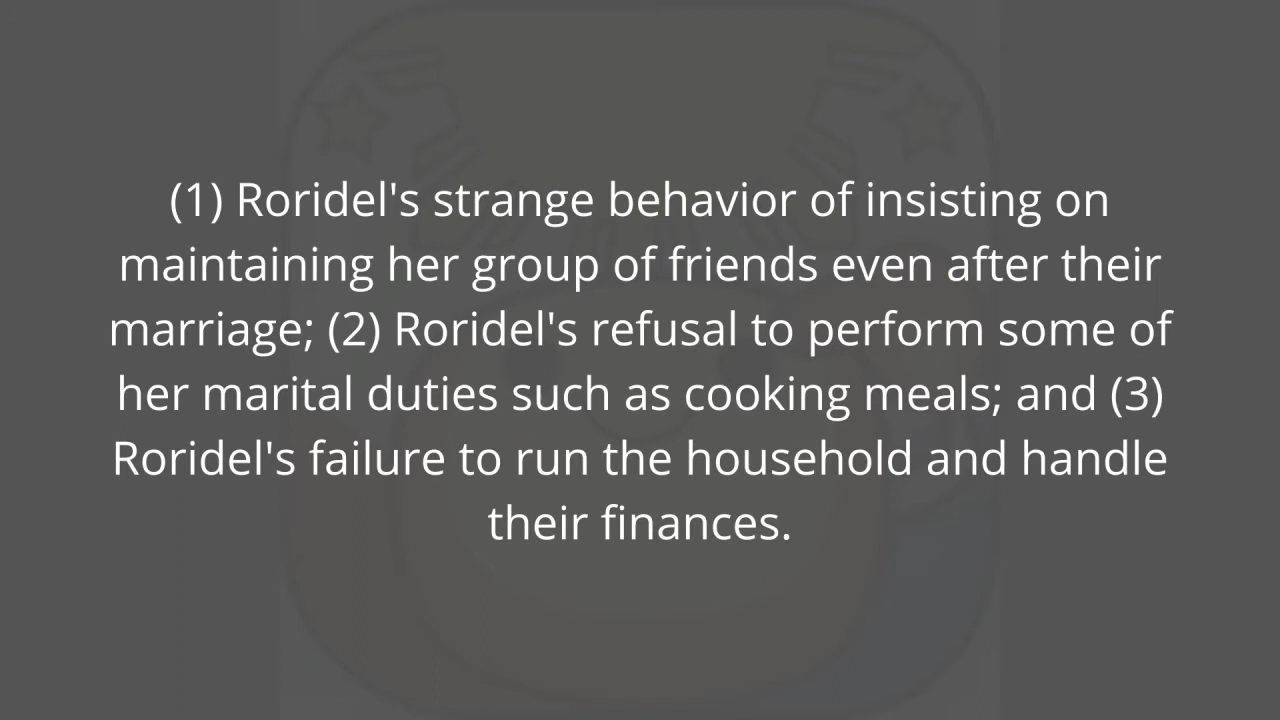 (1) Roridel's strange behavior of insisting on
maintaining her group of friends even after their
marriage; (2) Roridel's refusal to perform some of
her marital duties such as cooking meals; and (3)
Roridel's failure to run the household and handle
their finances.